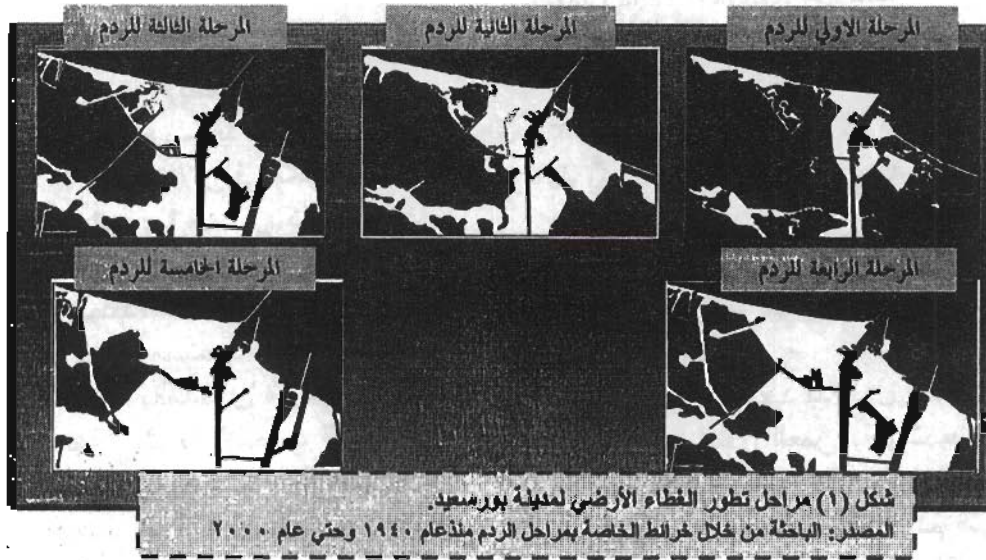 المرحلة الاولي للردم
المرحلة الثانية للردم
المرحلة الثالثة للردم
المرحلة الرابعة للردم
المرحلة الخامسة للردم
شكل (١) مراحل تطور الغطاء الأرضي لمدينة بورسعيد.
المصدر: الباحثة من خلال خرائط الخاصة بمراحل الردم منذ عام ١٩٤٠ وحتي عام ٢٠٠٠